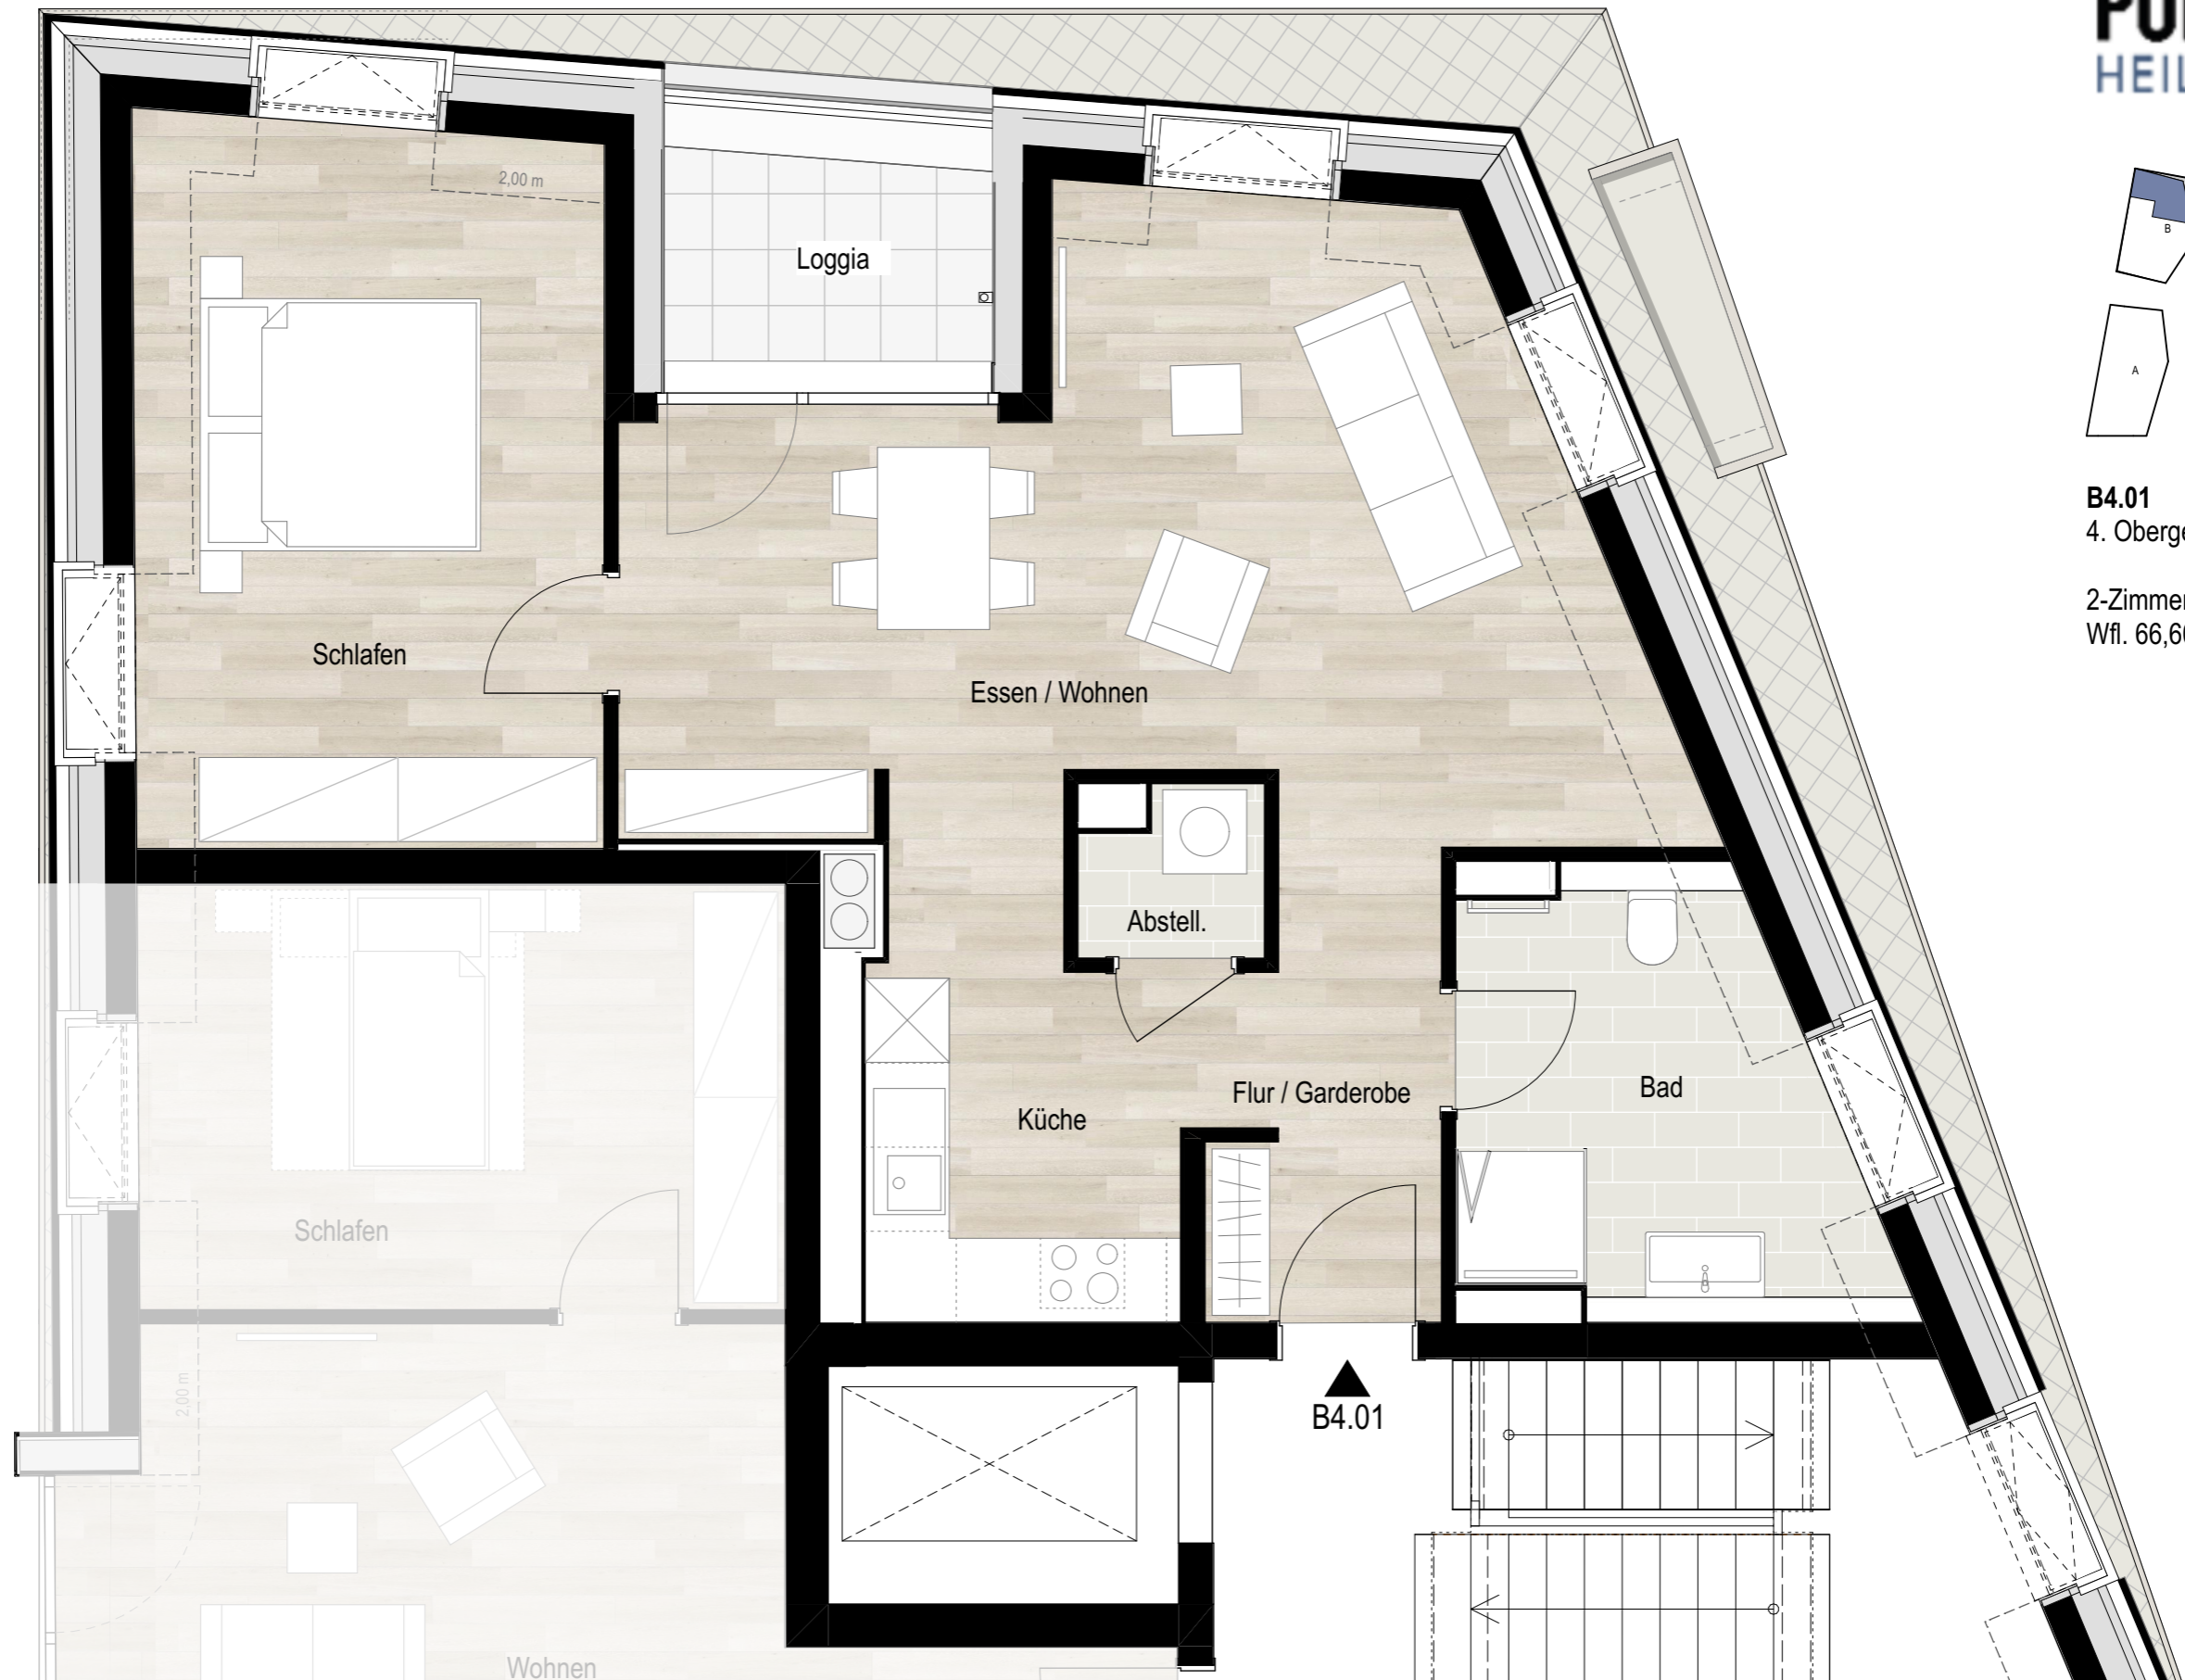 HEIL
2,00 m
Loggia
B
A
B4.01
4. Oberge
2-Zimmer
Wfl. 66,6
Schlafen
Essen / Wohnen
Abstell.
Flur / Garderobe
Küche
Bad
Schlafen
2,00 m
B4.01
Wohnen